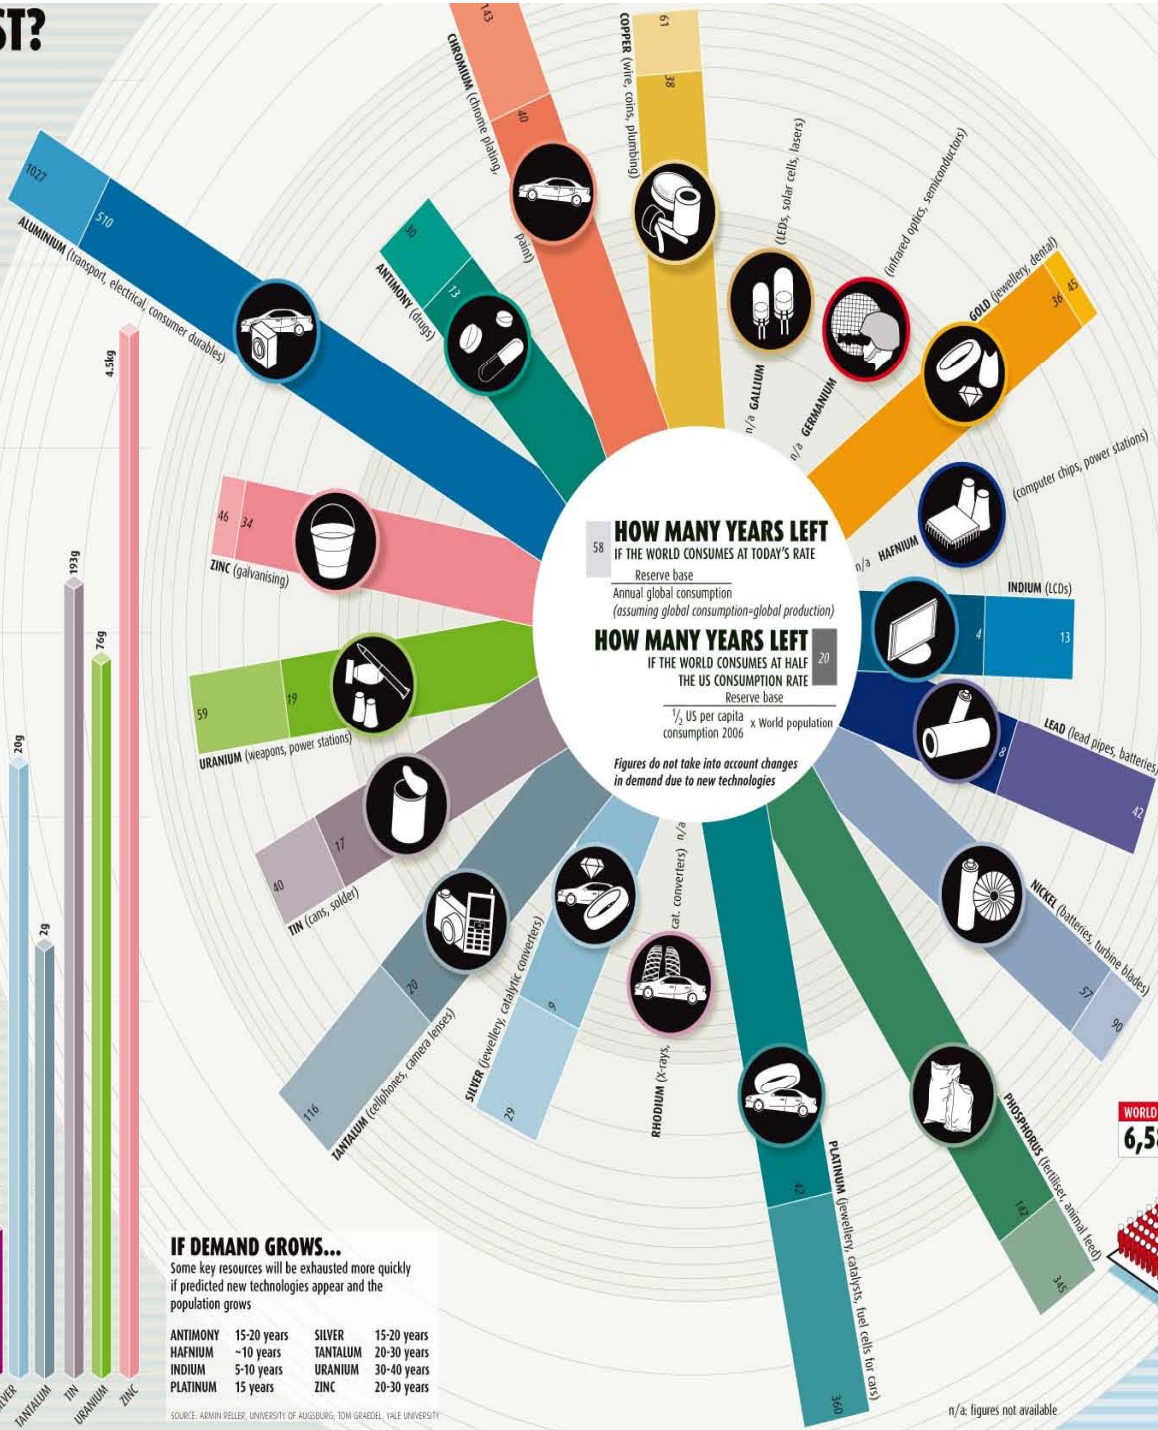 ST?
143
CHROMIUM (chrome plating,
paint)
40
COPPER (wire, coins, plumbing)
61
38
GALLIUM (LEDs, solar cells, lasers)
n/a
GERMANIUM (infrared optics, semiconductors)
n/a
GOLD (jewellery, dental)
36
45
HAFNIUM (computer chips, power stations)
n/a
INDIUM (LCDs)
4
13
LEAD (lead pipes, batteries)
8
42
NICKEL (batteries, turbine blades)
57
90
PHOSPHORUS (fertiliser, animal feed)
142
345
PLATINUM (jewellery, catalysts, fuel cells for cars)
42
360
RHODIUM (X-rays, cat. converters)
n/a
SILVER (jewellery, catalytic converters)
9
29
TANTALUM (cellphones, camera lenses)
20
116
TIN (cans, solder)
17
40
URANIUM (weapons, power stations)
19
59
ZINC (galvanising)
34
46
ALUMINIUM (transport, electrical, consumer durables)
510
1027
ANTIMONY (drugs)
13
30
58
HOW MANY YEARS LEFT
IF THE WORLD CONSUMES AT TODAY'S RATE
Reserve base
Annual global consumption
(assuming global consumption=global production)
HOW MANY YEARS LEFT
20
IF THE WORLD CONSUMES AT HALF
THE US CONSUMPTION RATE
Reserve base
1/2 US per capita
consumption 2006
x World population
Figures do not take into account changes
in demand due to new technologies
20g
2g
193g
76g
4.5kg
LVER
TANTALUM
TIN
URANIUM
ZINC
IF DEMAND GROWS...
Some key resources will be exhausted more quickly
if predicted new technologies appear and the
population grows
ANTIMONY 15-20 years SILVER 15-20 years
HAFNIUM ~10 years TANTALUM 20-30 years
INDIUM 5-10 years URANIUM 30-40 years
PLATINUM 15 years ZINC 20-30 years
SOURCE: ARMIN RELLER, UNIVERSITY OF AUGSBURG; TOM GRAEDEL, YALE UNIVERSITY
WORLD
6,5
n/a: figures not available